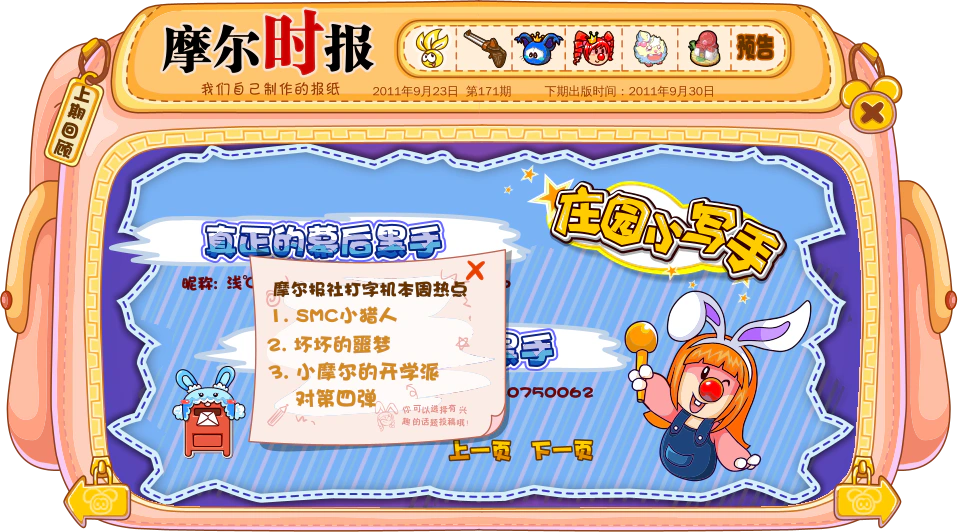 摩尔时报
我们自己制作的报纸
2011年9月23日 第171期
下期出版时间：2011年9月30日
预告
上期回顾
庄园小写手
真正的幕后黑手
昵称：浅℃
摩尔报社打字机本周热点
1. SMC小猎人
2. 坏坏的噩梦
3. 小摩尔的开学派
对第四弹
你可以选择有兴
趣的话题投稿哦！
黑手
0750062
上一页 下一页